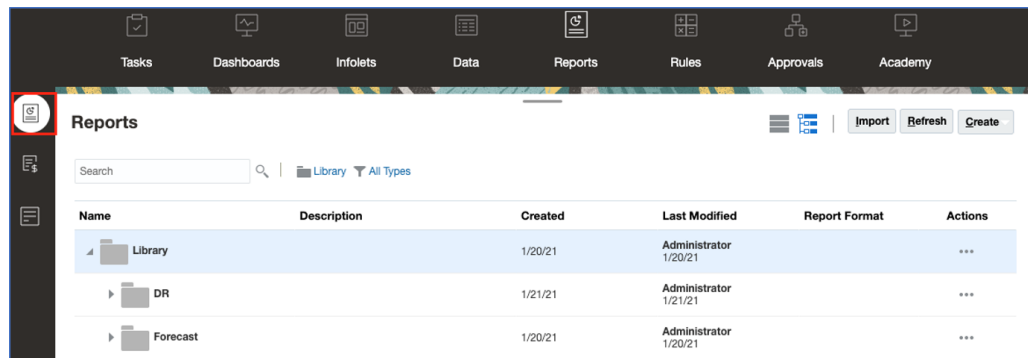 Tasks Dashboards Infolets Data Reports Rules Approvals Academy
Reports
Import Refresh Create
Search Library All Types
Name Description Created Last Modified Report Format Actions
Library 1/20/21 Administrator
1/20/21
DR 1/21/21 Administrator
1/21/21
Forecast 1/20/21 Administrator
1/20/21